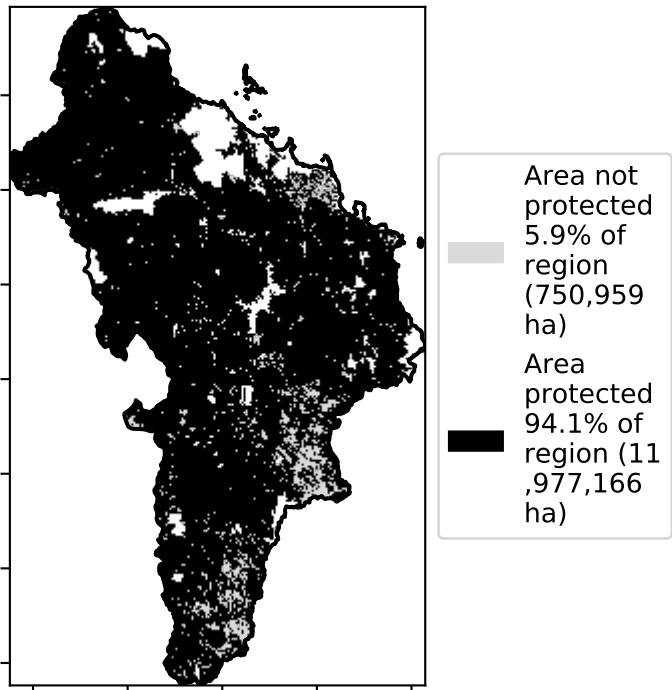 Area not
protected
5.9% of
region
(750,959
ha)
Area
protected
94.1% of
region (11
,977,166
ha)